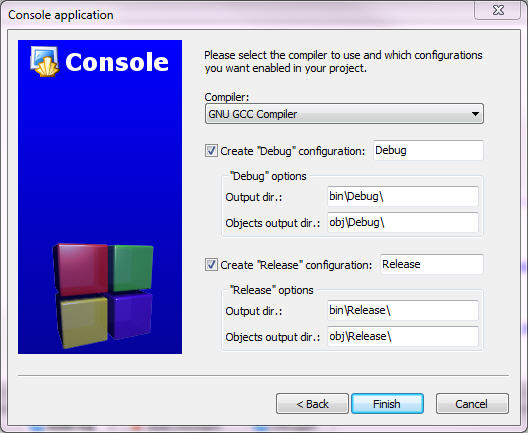 Console application
Console
Please select the compiler to use and which configurations
you want enabled in your project.
Compiler:
GNU GCC Compiler
Create "Debug" configuration: Debug
"Debug" options
Output dir.: bin\Debug\
Objects output dir.: obj\Debug\
Create "Release" configuration: Release
"Release" options
Output dir.: bin\Release\
Objects output dir.: obj\Release\
< Back Finish Cancel